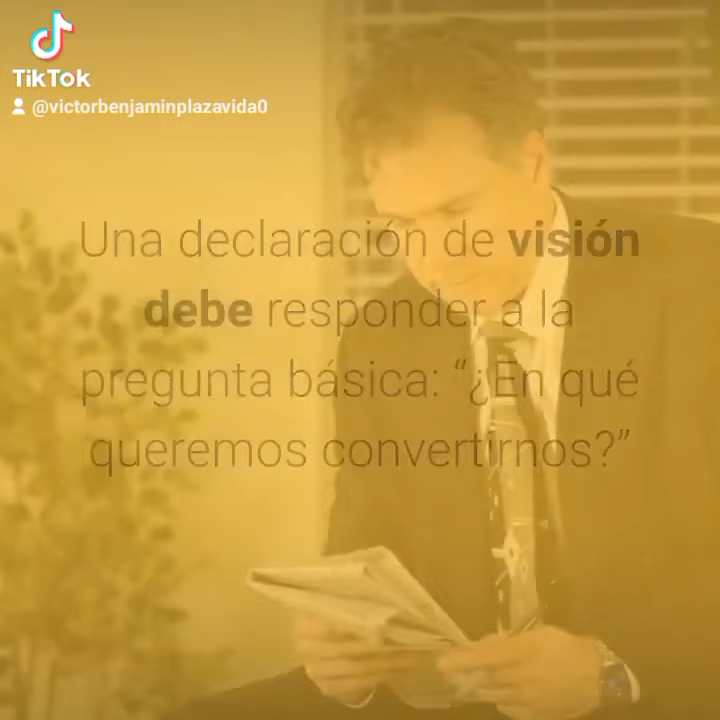 TikTok
@victorbenjaminplazavida0
Una declaración de visión
debe responder a la
pregunta básica: “¿En qué
queremos convertirnos?”